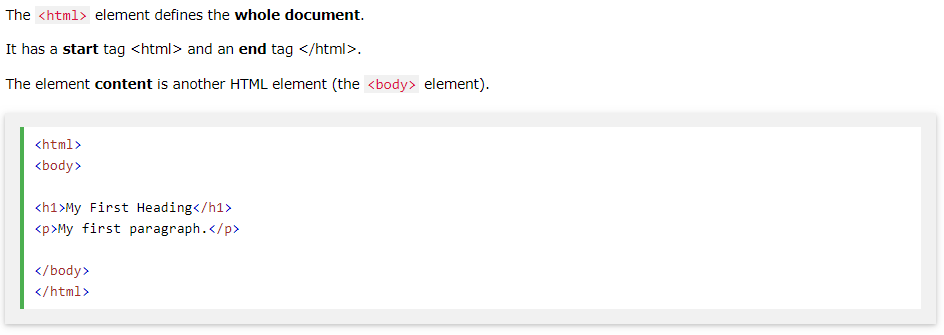 The <html> element defines the whole document.
It has a start tag <html> and an end tag </html>.
The element content is another HTML element (the <body> element).
<html>
<body>
<h1>My First Heading</h1>
<p>My first paragraph.</p>
</body>
</html>